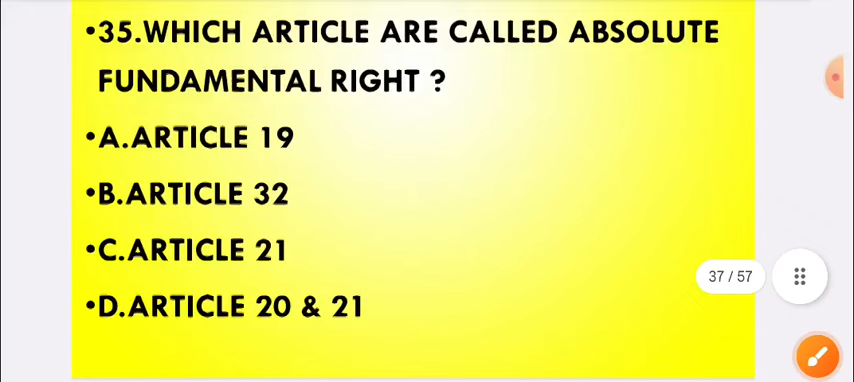 •35.WHICH ARTICLE ARE CALLED ABSOLUTE
FUNDAMENTAL RIGHT ?
•A.ARTICLE 19
•B.ARTICLE 32
•C.ARTICLE 21
•D.ARTICLE 20 & 21
37 / 57